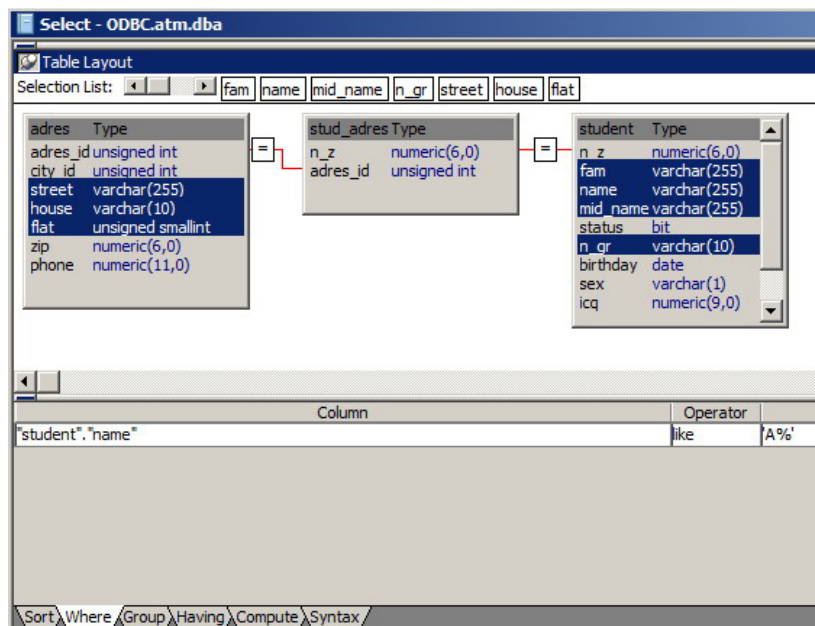 Select - ODBC.atm.dba
Table Layout
Selection List: fam name mid_name n_gr street house flat
adres Type
adres_id unsigned int
city_id unsigned int
street varchar(255)
house varchar(10)
flat unsigned smallint
zip numeric(6,0)
phone numeric(11,0)
=
stud_adres Type
n_z numeric(6,0)
adres_id unsigned int
=
student Type
n_z numeric(6,0)
fam varchar(255)
name varchar(255)
mid_name varchar(255)
status bit
n_gr varchar(10)
birthday date
sex varchar(1)
icq numeric(9,0)
Column Operator
"student"."name" like 'A%'
Sort Where Group Having Compute Syntax